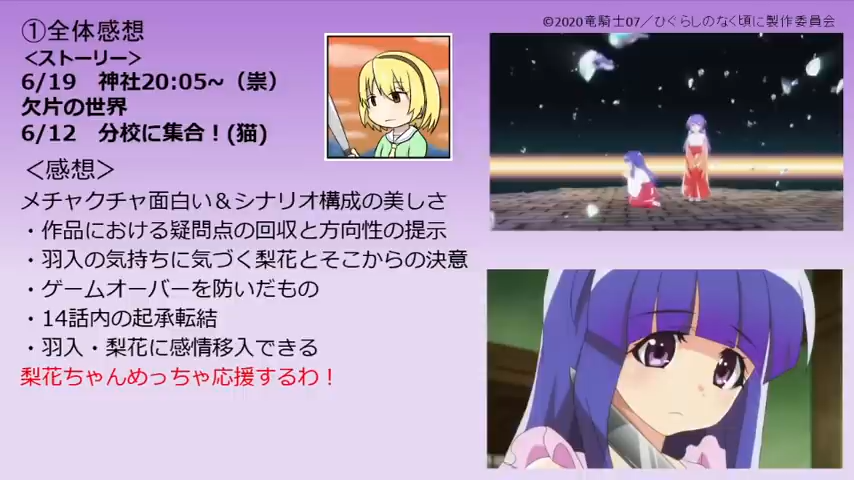 ①全体感想
©2020竜騎士07／ひぐらしのなく頃に製作委員会
<ストーリー>
6/19　神社20:05~（祟）
欠片の世界
6/12　分校に集合！(猫)
＜感想＞
メチャクチャ面白い＆シナリオ構成の美しさ
・作品における疑問点の回収と方向性の提示
・羽入の気持ちに気づく梨花とそこからの決意
・ゲームオーバーを防いだもの
・14話内の起承転結
・羽入・梨花に感情移入できる
梨花ちゃんめっちゃ応援するわ！